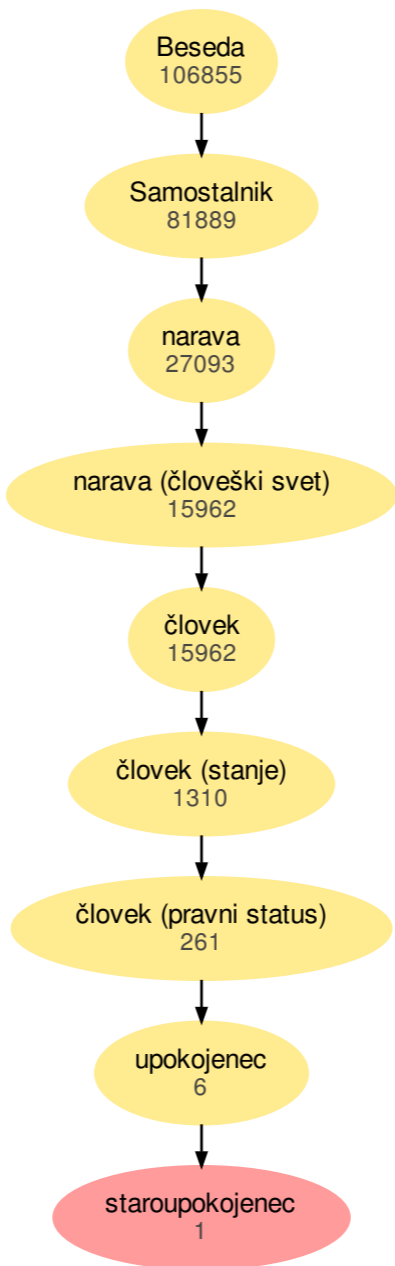 Beseda
106855
Samostalnik
81889
narava
27093
narava (človeški svet)
15962
človek
15962
človek (stanje)
1310
človek (pravni status)
261
upokojenec
6
staroupokojenec
1